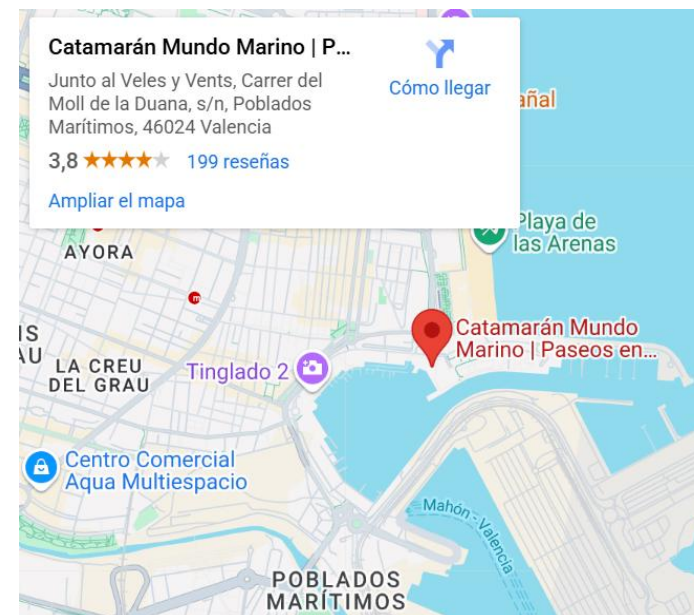 Catamarán Mundo Marino | P...
Junto al Veles y Vents, Carrer del
Moll de la Duana, s/n, Poblados
Marítimos, 46024 Valencia
Cómo llegar
3,8
199 reseñas
Ampliar el mapa
añal
Playa de
las Arenas
AYORA
m
Catamarán Mundo
Marino | Paseos en...
IS
AU
LA CREU
DEL GRAU
Tinglado 2
Centro Comercial
Aqua Multiespacio
Mahón - Valencia
POBLADOS
MARÍTIMOS